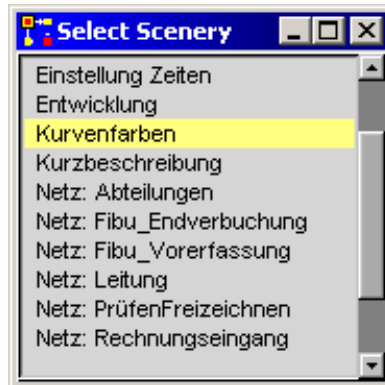 Select Scenery
Einstellung Zeiten
Entwicklung
Kurvenfarben
Kurzbeschreibung
Netz: Abteilungen
Netz: Fibu_Endverbuchung
Netz: Fibu_Vorerfassung
Netz: Leitung
Netz: PrüfenFreizeichnen
Netz: Rechnungseingang